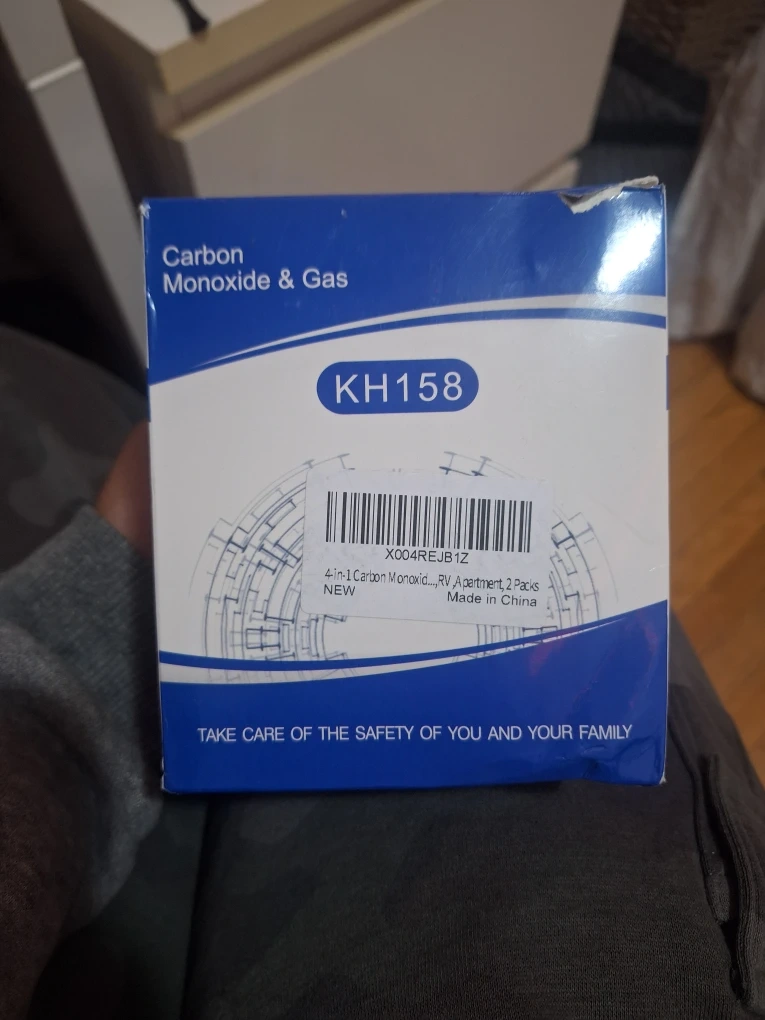 Carbon
Monoxide & Gas
KH158
X004REJB1Z
4-in-1 Carbon Monoxid...,RV ,Apartment, 2 Packs
NEW
Made in China
TAKE CARE OF THE SAFETY OF YOU AND YOUR FAMILY